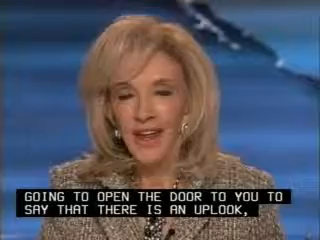 GOING TO OPEN THE DOOR TO YOU TO
SAY THAT THERE IS AN UPLOOK,